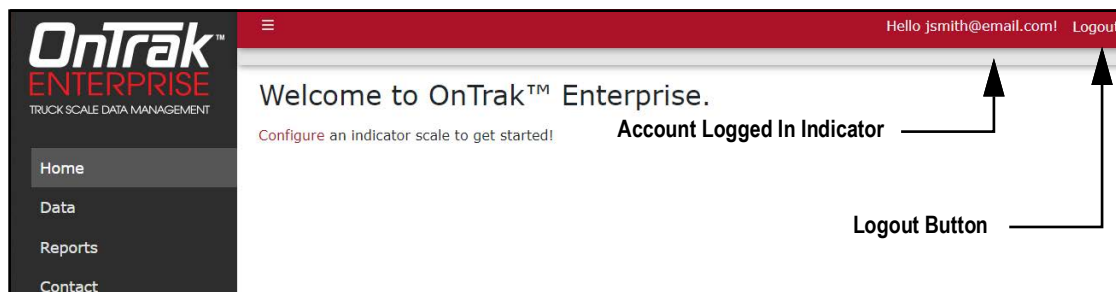 OnTrak™
ENTERPRISE
TRUCK SCALE DATA MANAGEMENT
☰
Hello jsmith@email.com! Logout
Welcome to OnTrak™ Enterprise.
Configure an indicator scale to get started!
Account Logged In Indicator
Logout Button
Home
Data
Reports
Contact